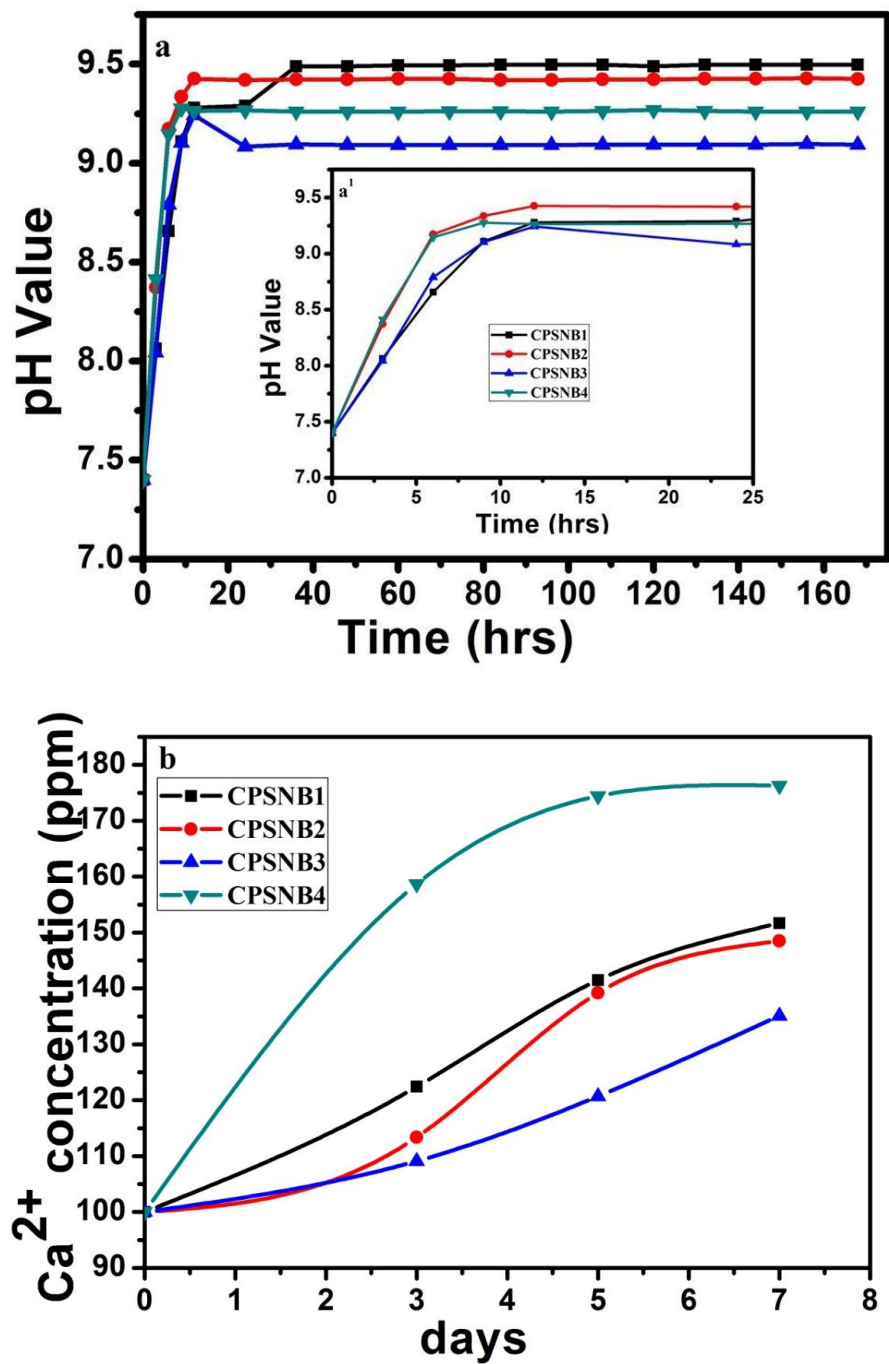 a
9.5
9.0
8.5
8.0
7.5
7.0
pH Value
0 20 40 60 80 100 120 140 160
Time (hrs)
a1
9.5
9.0
8.5
8.0
7.5
7.0
pH Value
CPSNB1
CPSNB2
CPSNB3
CPSNB4
0 5 10 15 20 25
Time (hrs)
b
180
170
160
150
140
130
120
110
100
90
Ca2+ concentration (ppm)
CPSNB1
CPSNB2
CPSNB3
CPSNB4
0 1 2 3 4 5 6 7 8
days